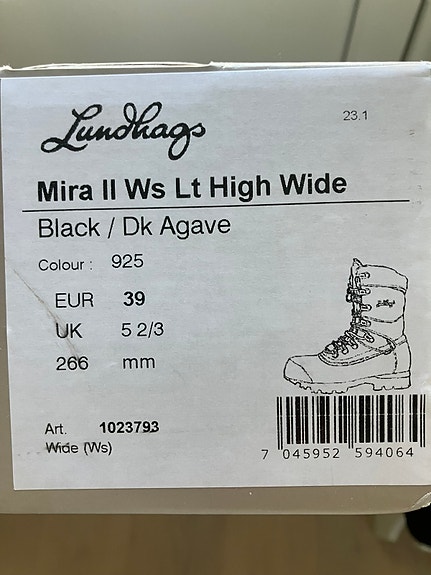 Lundhags
23.1
Mira II Ws Lt High Wide
Black / Dk Agave
Colour : 925
EUR 39
UK 5 2/3
266 mm
Art. 1023793
Wide (Ws)
7 045952 594064